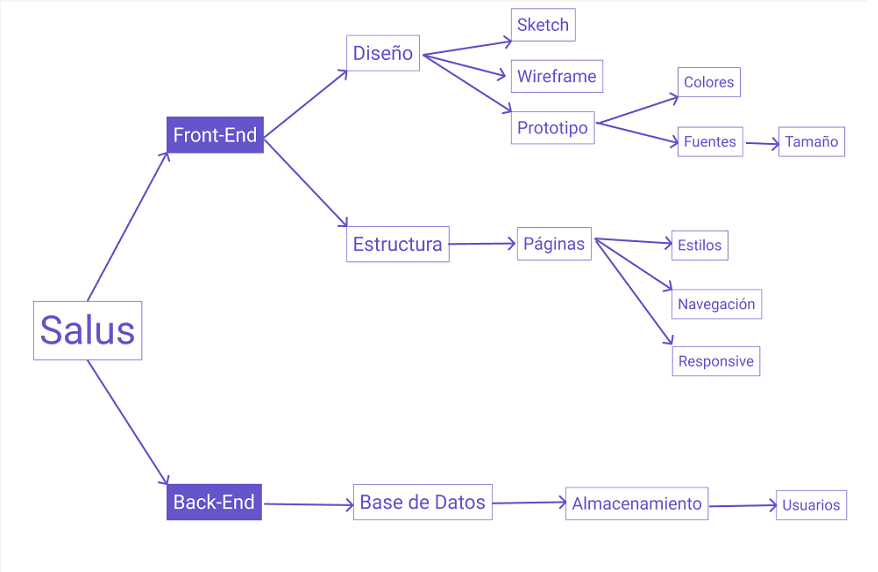 Sketch
Diseño
Wireframe
Colores
Prototipo
Front-End
Fuentes
Tamaño
Estructura
Páginas
Estilos
Navegación
Salus
Responsive
Back-End
Base de Datos
Almacenamiento
Usuarios